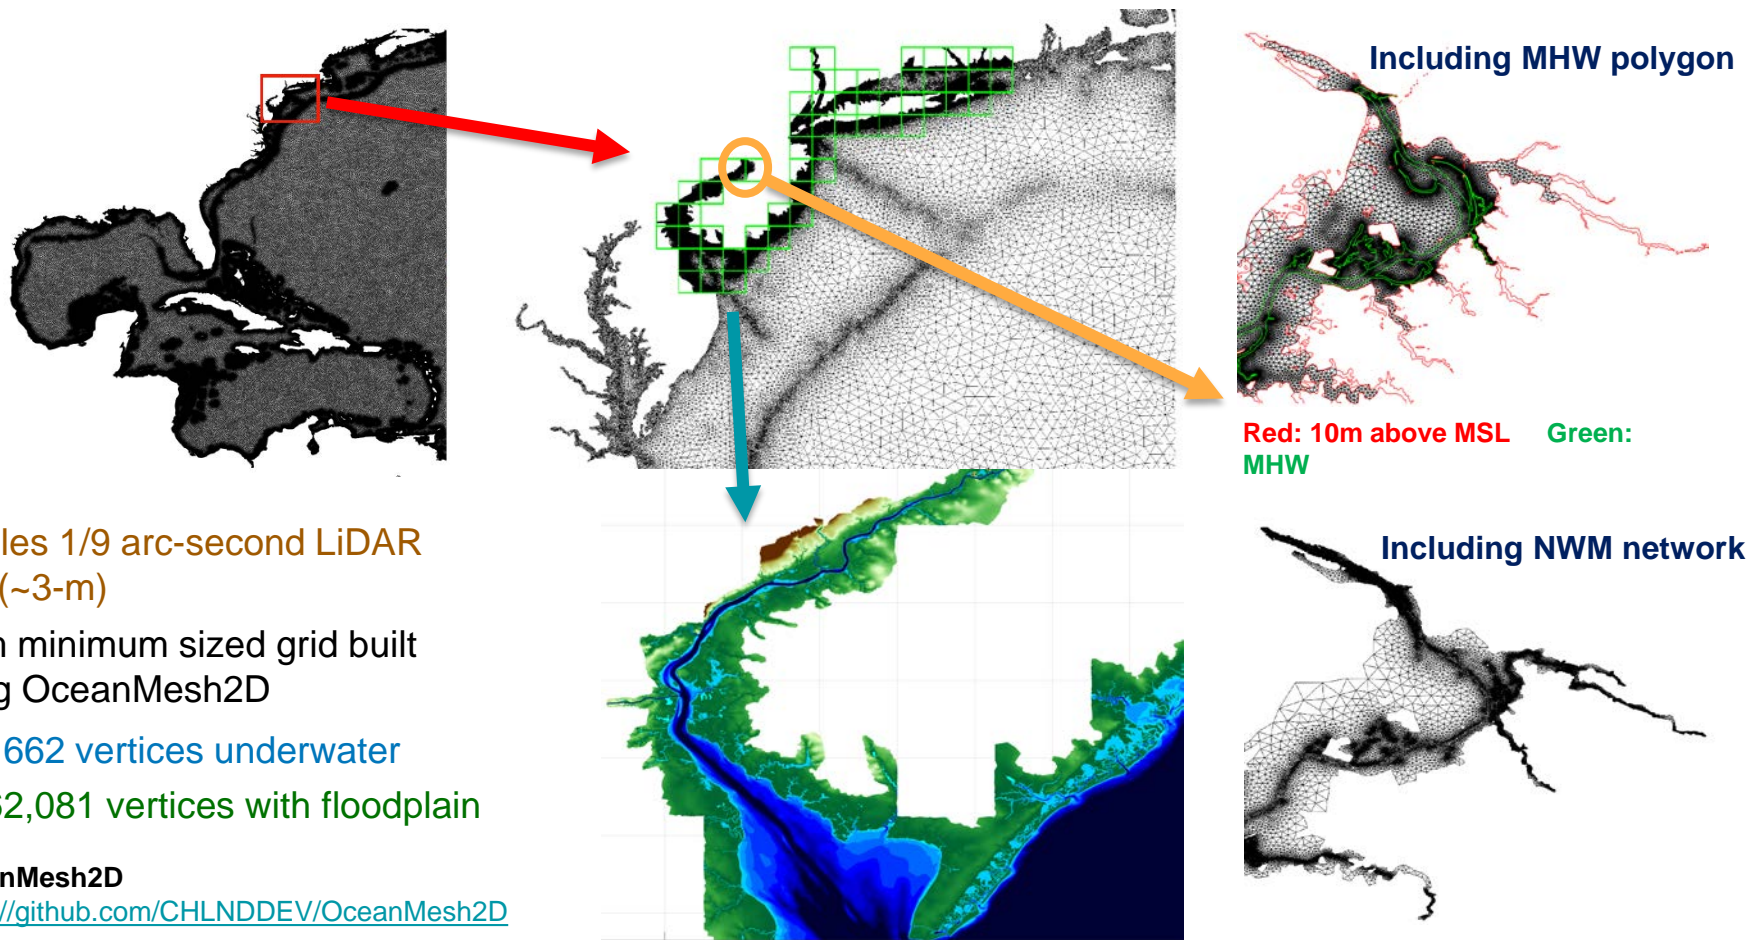 Including MHW polygon
Red: 10m above MSL Green:
MHW
les 1/9 arc-second LiDAR
(~3-m)
minimum sized grid built
OceanMesh2D
662 vertices underwater
2,081 vertices with floodplain
nMesh2D
://github.com/CHLNDDEV/OceanMesh2D
Including NWM network